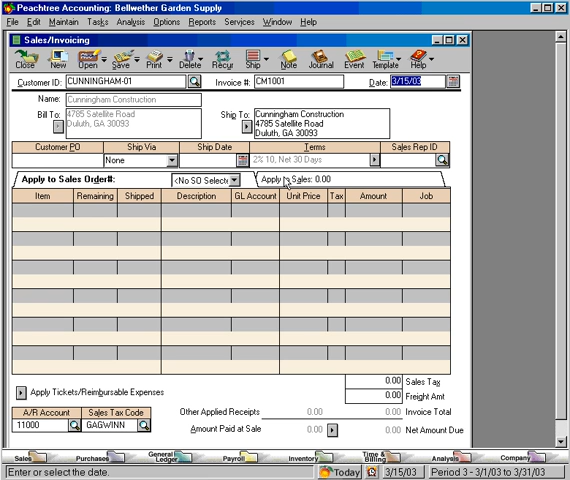 Peachtree Accounting: Bellwether Garden Supply
File Edit Maintain Tasks Analysis Options Reports Services Window Help
Sales/Invoicing
Close New Open Save Print Delete Recur Ship Note Journal Event Template Help
Customer ID: CUNNINGHAM-01 Invoice #: CM1001 Date: 3/15/03
Name: Cunningham Construction
Bill To: 4785 Satellite Road Ship To: Cunningham Construction
Duluth, GA 30093 4785 Satellite Road
Duluth, GA 30093
Customer PO Ship Via Ship Date Terms Sales Rep ID
None 2% 10, Net 30 Days
Apply to Sales Order#: <No SO Selecte Apply to Sales: 0.00
Item Remaining Shipped Description GL Account Unit Price Tax Amount Job
0.00 Sales Tax
Apply Tickets/Reimbursable Expenses 0.00 Freight Amt
A/R Account Sales Tax Code Other Applied Receipts 0.00 0.00 Invoice Total
11000 GAGWINN Amount Paid at Sale 0.00 0.00 Net Amount Due
Sales Purchases General Ledger Payroll Inventory Time & Billing Analysis Company
Enter or select the date. Today 3/15/03 Period 3 - 3/1/03 to 3/31/03